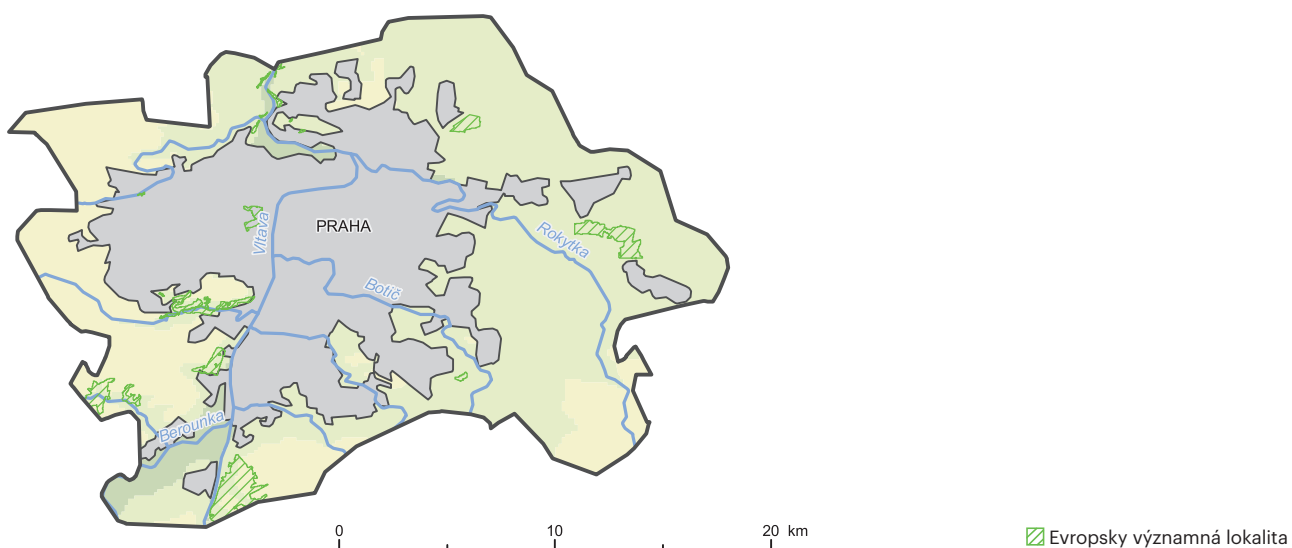 PRAHA
Vltava
Rokytka
Botič
Berounka
0 10 20 km
Evropsky významná lokalita